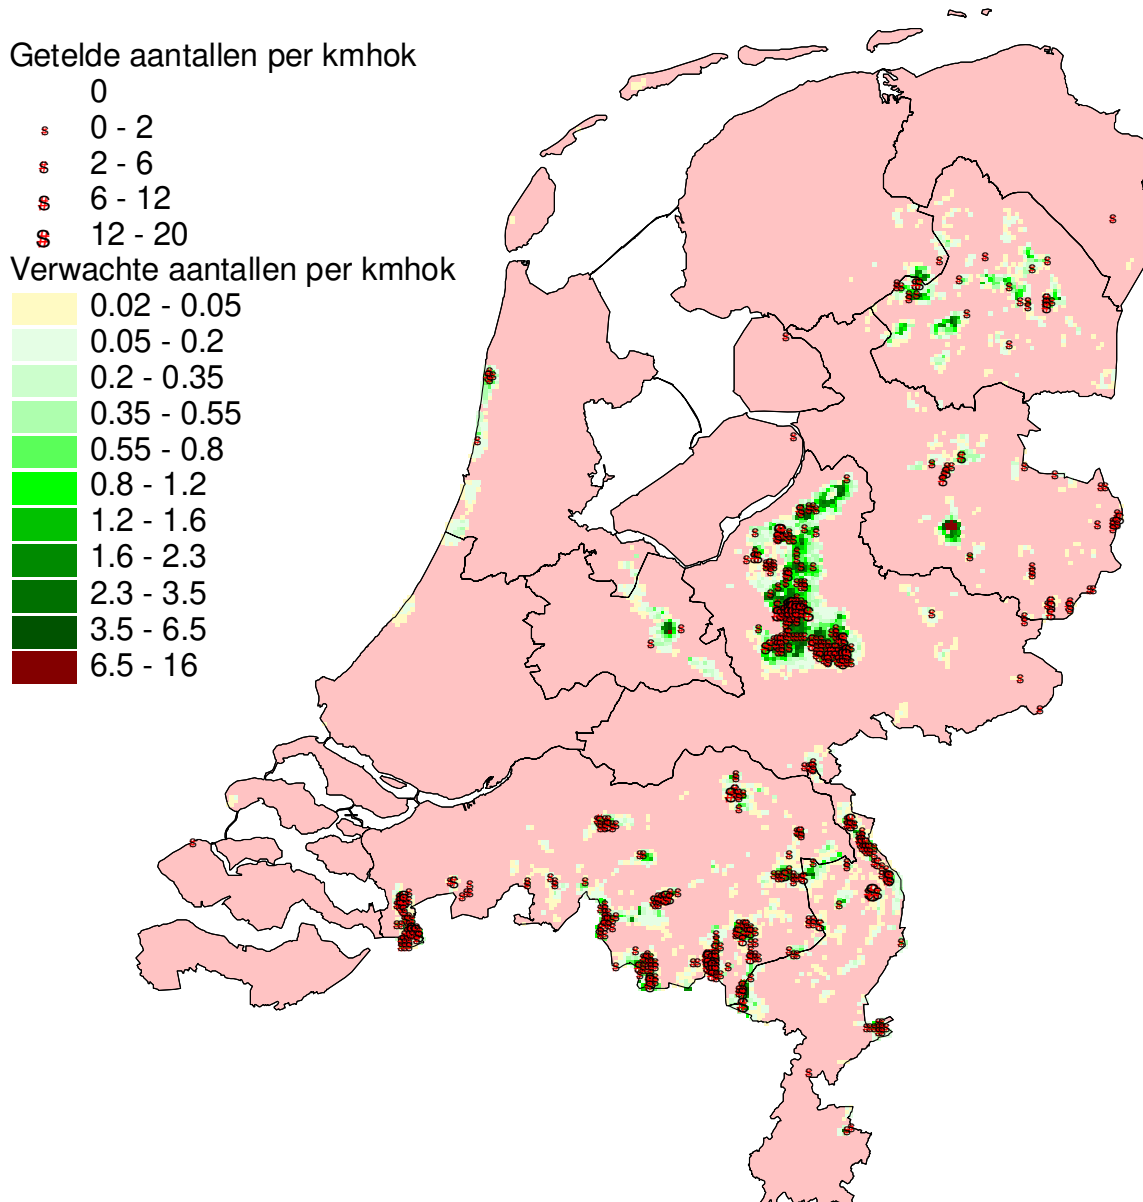 Getelde aantallen per kmhok
0
0 - 2
2 - 6
6 - 12
12 - 20
Verwachte aantallen per kmhok
0.02 - 0.05
0.05 - 0.2
0.2 - 0.35
0.35 - 0.55
0.55 - 0.8
0.8 - 1.2
1.2 - 1.6
1.6 - 2.3
2.3 - 3.5
3.5 - 6.5
6.5 - 16